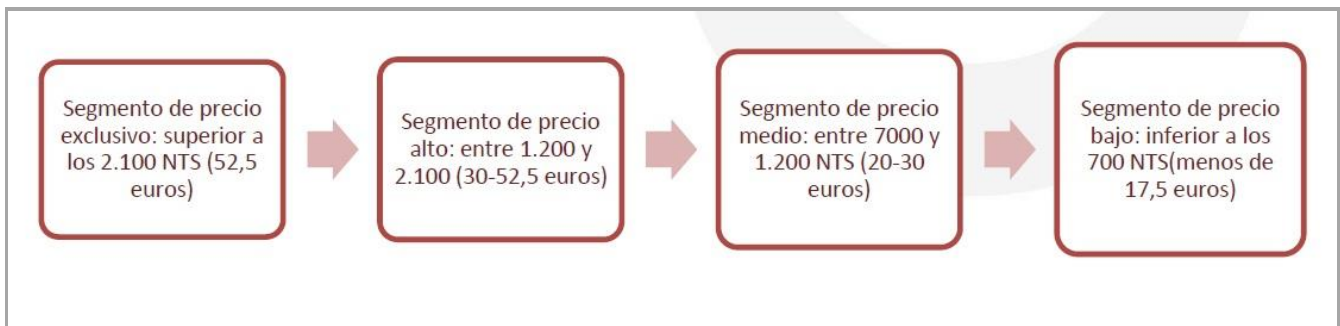 Segmento de precio
exclusivo: superior a
los 2.100 NTS (52,5
euros)
Segmento de precio
alto: entre 1.200 y
2.100 (30-52,5 euros)
Segmento de precio
medio: entre 7000 y
1.200 NTS (20-30
euros)
Segmento de precio
bajo: inferior a los
700 NTS(menos de
17,5 euros)